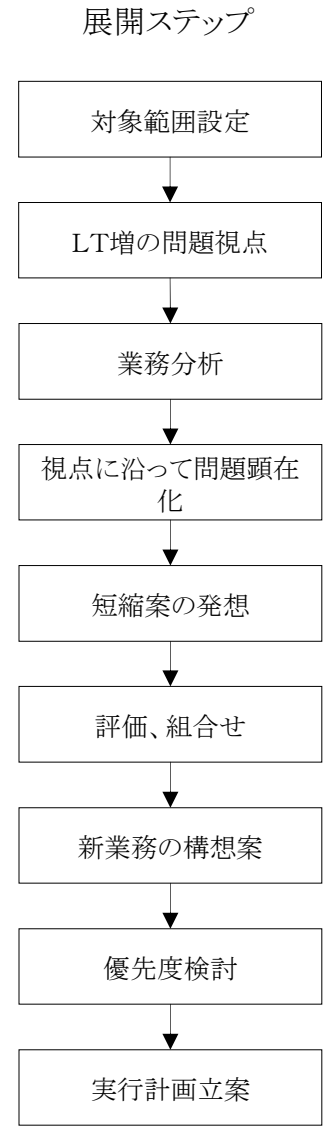 展開ステップ
対象範囲設定
LT増の問題視点
業務分析
視点に沿って問題顕在
化
短縮案の発想
評価、組合せ
新業務の構想案
優先度検討
実行計画立案